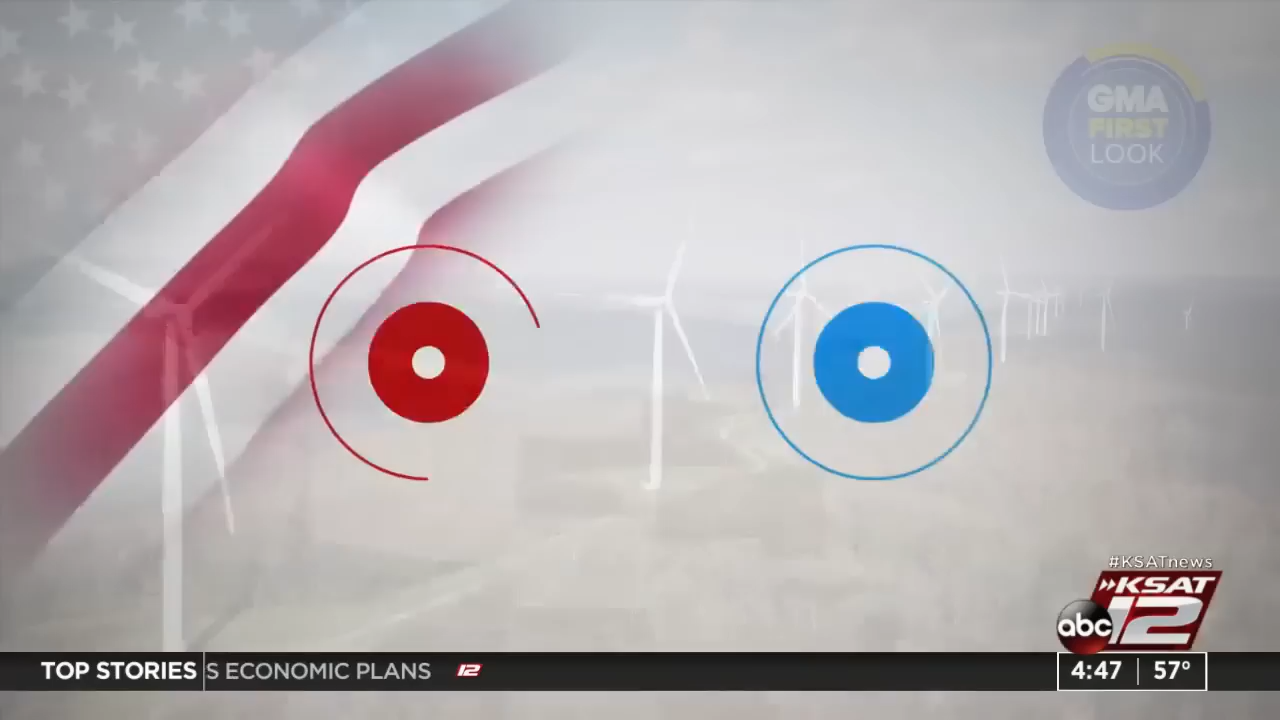 GMA
FIRST
LOOK
#KSATnews
KSAT
abc 12
TOP STORIES S ECONOMIC PLANS 12
4:47 57°